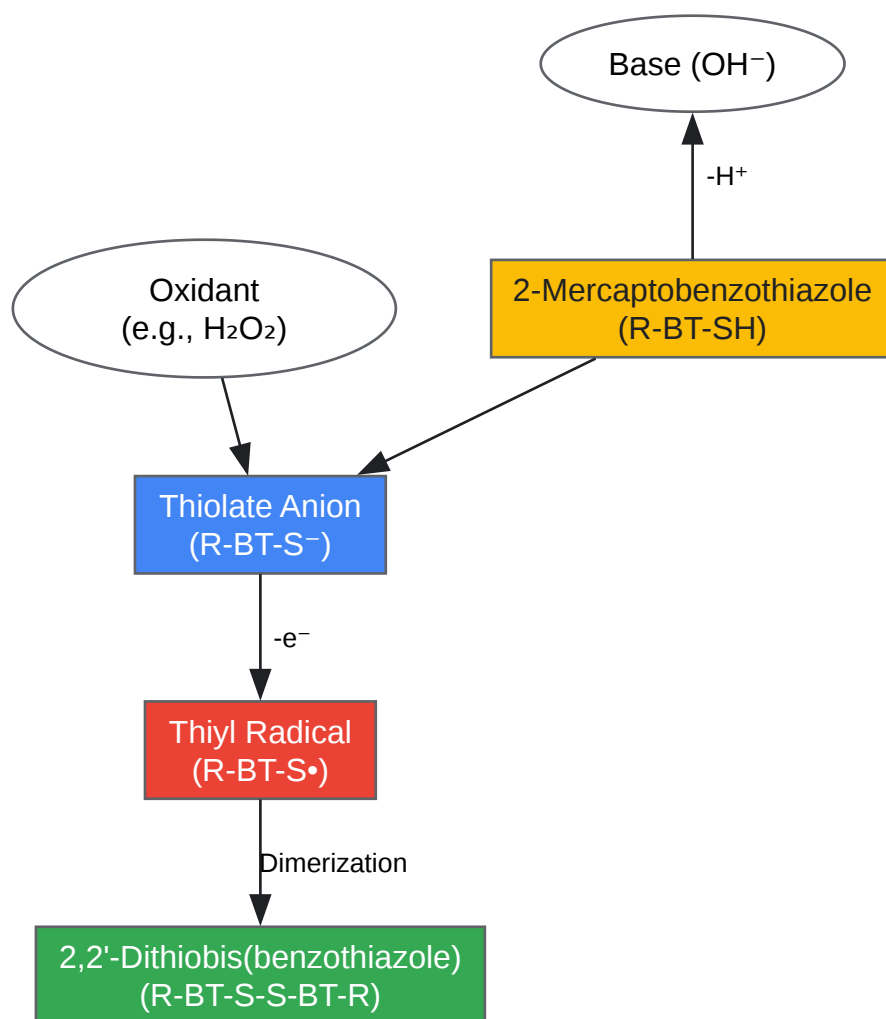 Base (OH⁻)
-H⁺
2-Mercaptobenzothiazole
(R-BT-SH)
Oxidant
(e.g., H₂O₂)
Thiolate Anion
(R-BT-S⁻)
-e⁻
Thiyl Radical
(R-BT-S•)
Dimerization
2,2'-Dithiobis(benzothiazole)
(R-BT-S-S-BT-R)